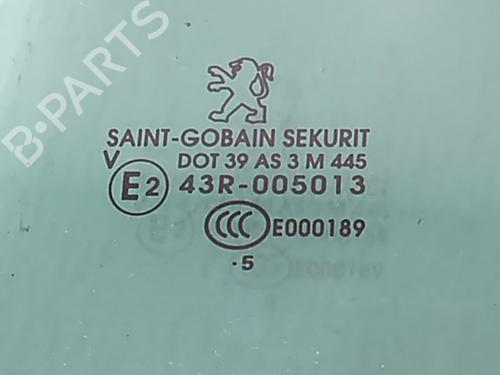 SAINT-GOBAIN SEKURIT
V
DOT 39 AS 3 M 445
E2 43R-005013
CCC E000189
.5
B-PARTS